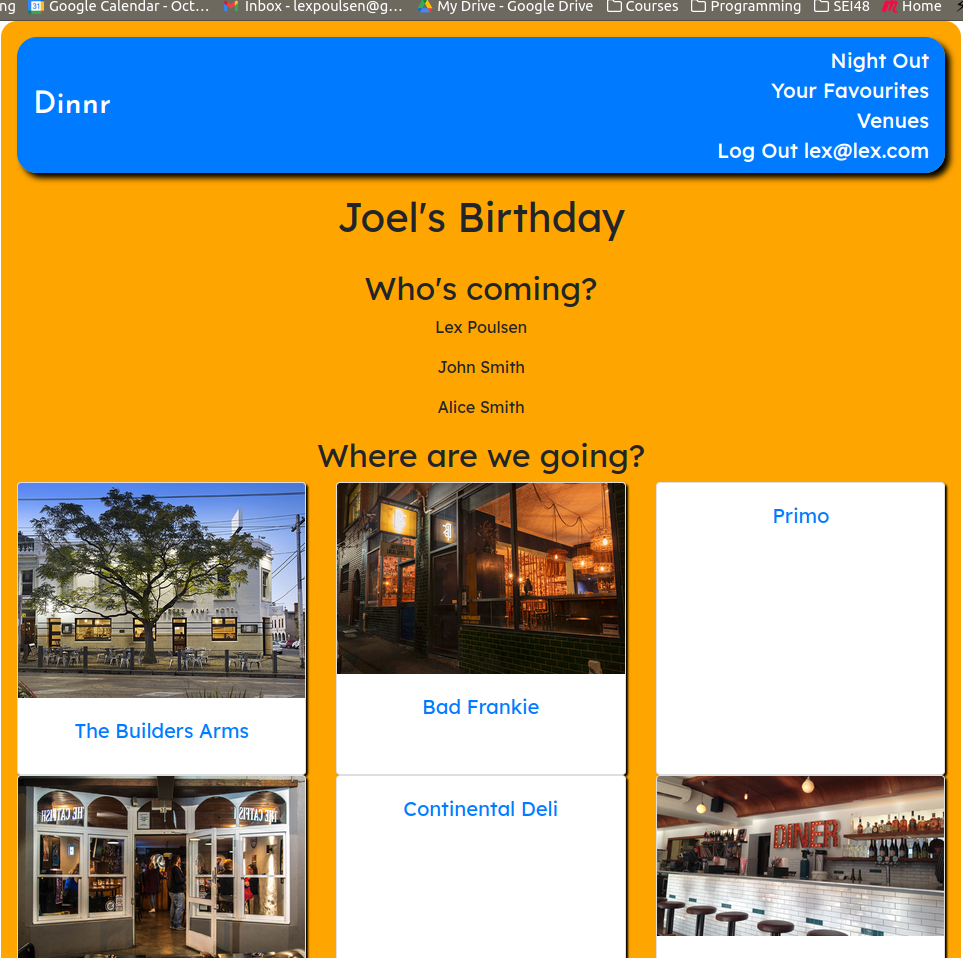 ng Google Calendar - Oct... Inbox - lexpoulsen@g... My Drive - Google Drive Courses Programming SEI48 Home
Dinnr
Night Out
Your Favourites
Venues
Log Out lex@lex.com
Joel's Birthday
Who's coming?
Lex Poulsen
John Smith
Alice Smith
Where are we going?
The Builders Arms
Bad Frankie
Primo
THE CATFISH
Continental Deli
DINER